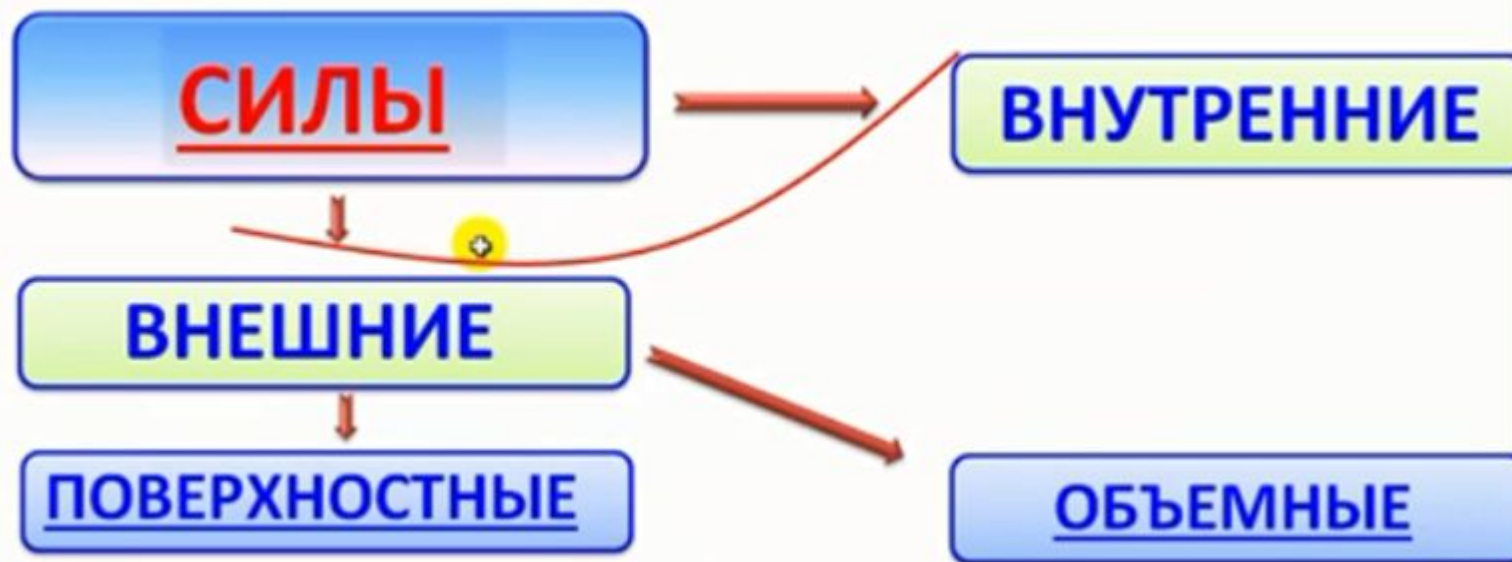 СИЛЫ
ВНУТРЕННИЕ
ВНЕШНИЕ
ПОВЕРХНОСТНЫЕ
ОБЪЕМНЫЕ